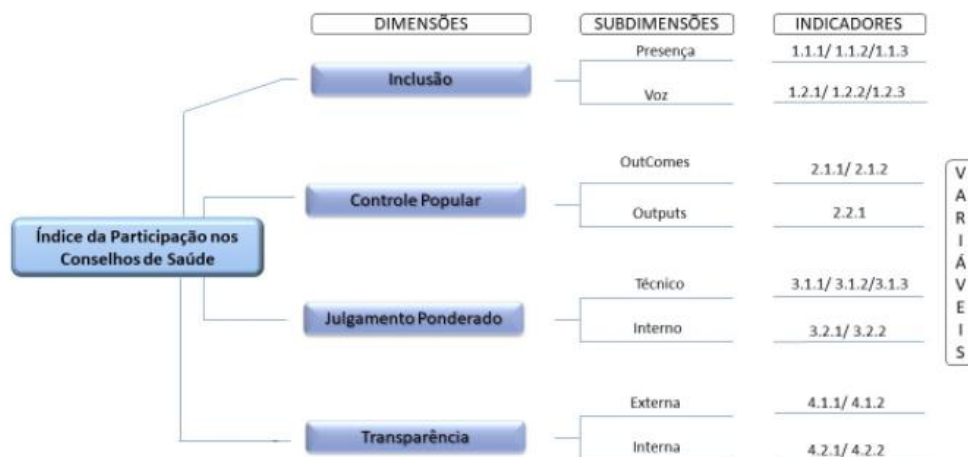 DIMENSÕES
SUBDIMENSÕES
INDICADORES
Inclusão
Presença
1.1.1/ 1.1.2/1.1.3
Voz
1.2.1/ 1.2.2/1.2.3
Controle Popular
OutComes
2.1.1/ 2.1.2
Outputs
2.2.1
Índice da Participação nos
Conselhos de Saúde
Julgamento Ponderado
Técnico
3.1.1/ 3.1.2/3.1.3
Interno
3.2.1/ 3.2.2
Transparência
Externa
4.1.1/ 4.1.2
Interna
4.2.1/ 4.2.2
V
A
R
I
Á
V
E
I
S